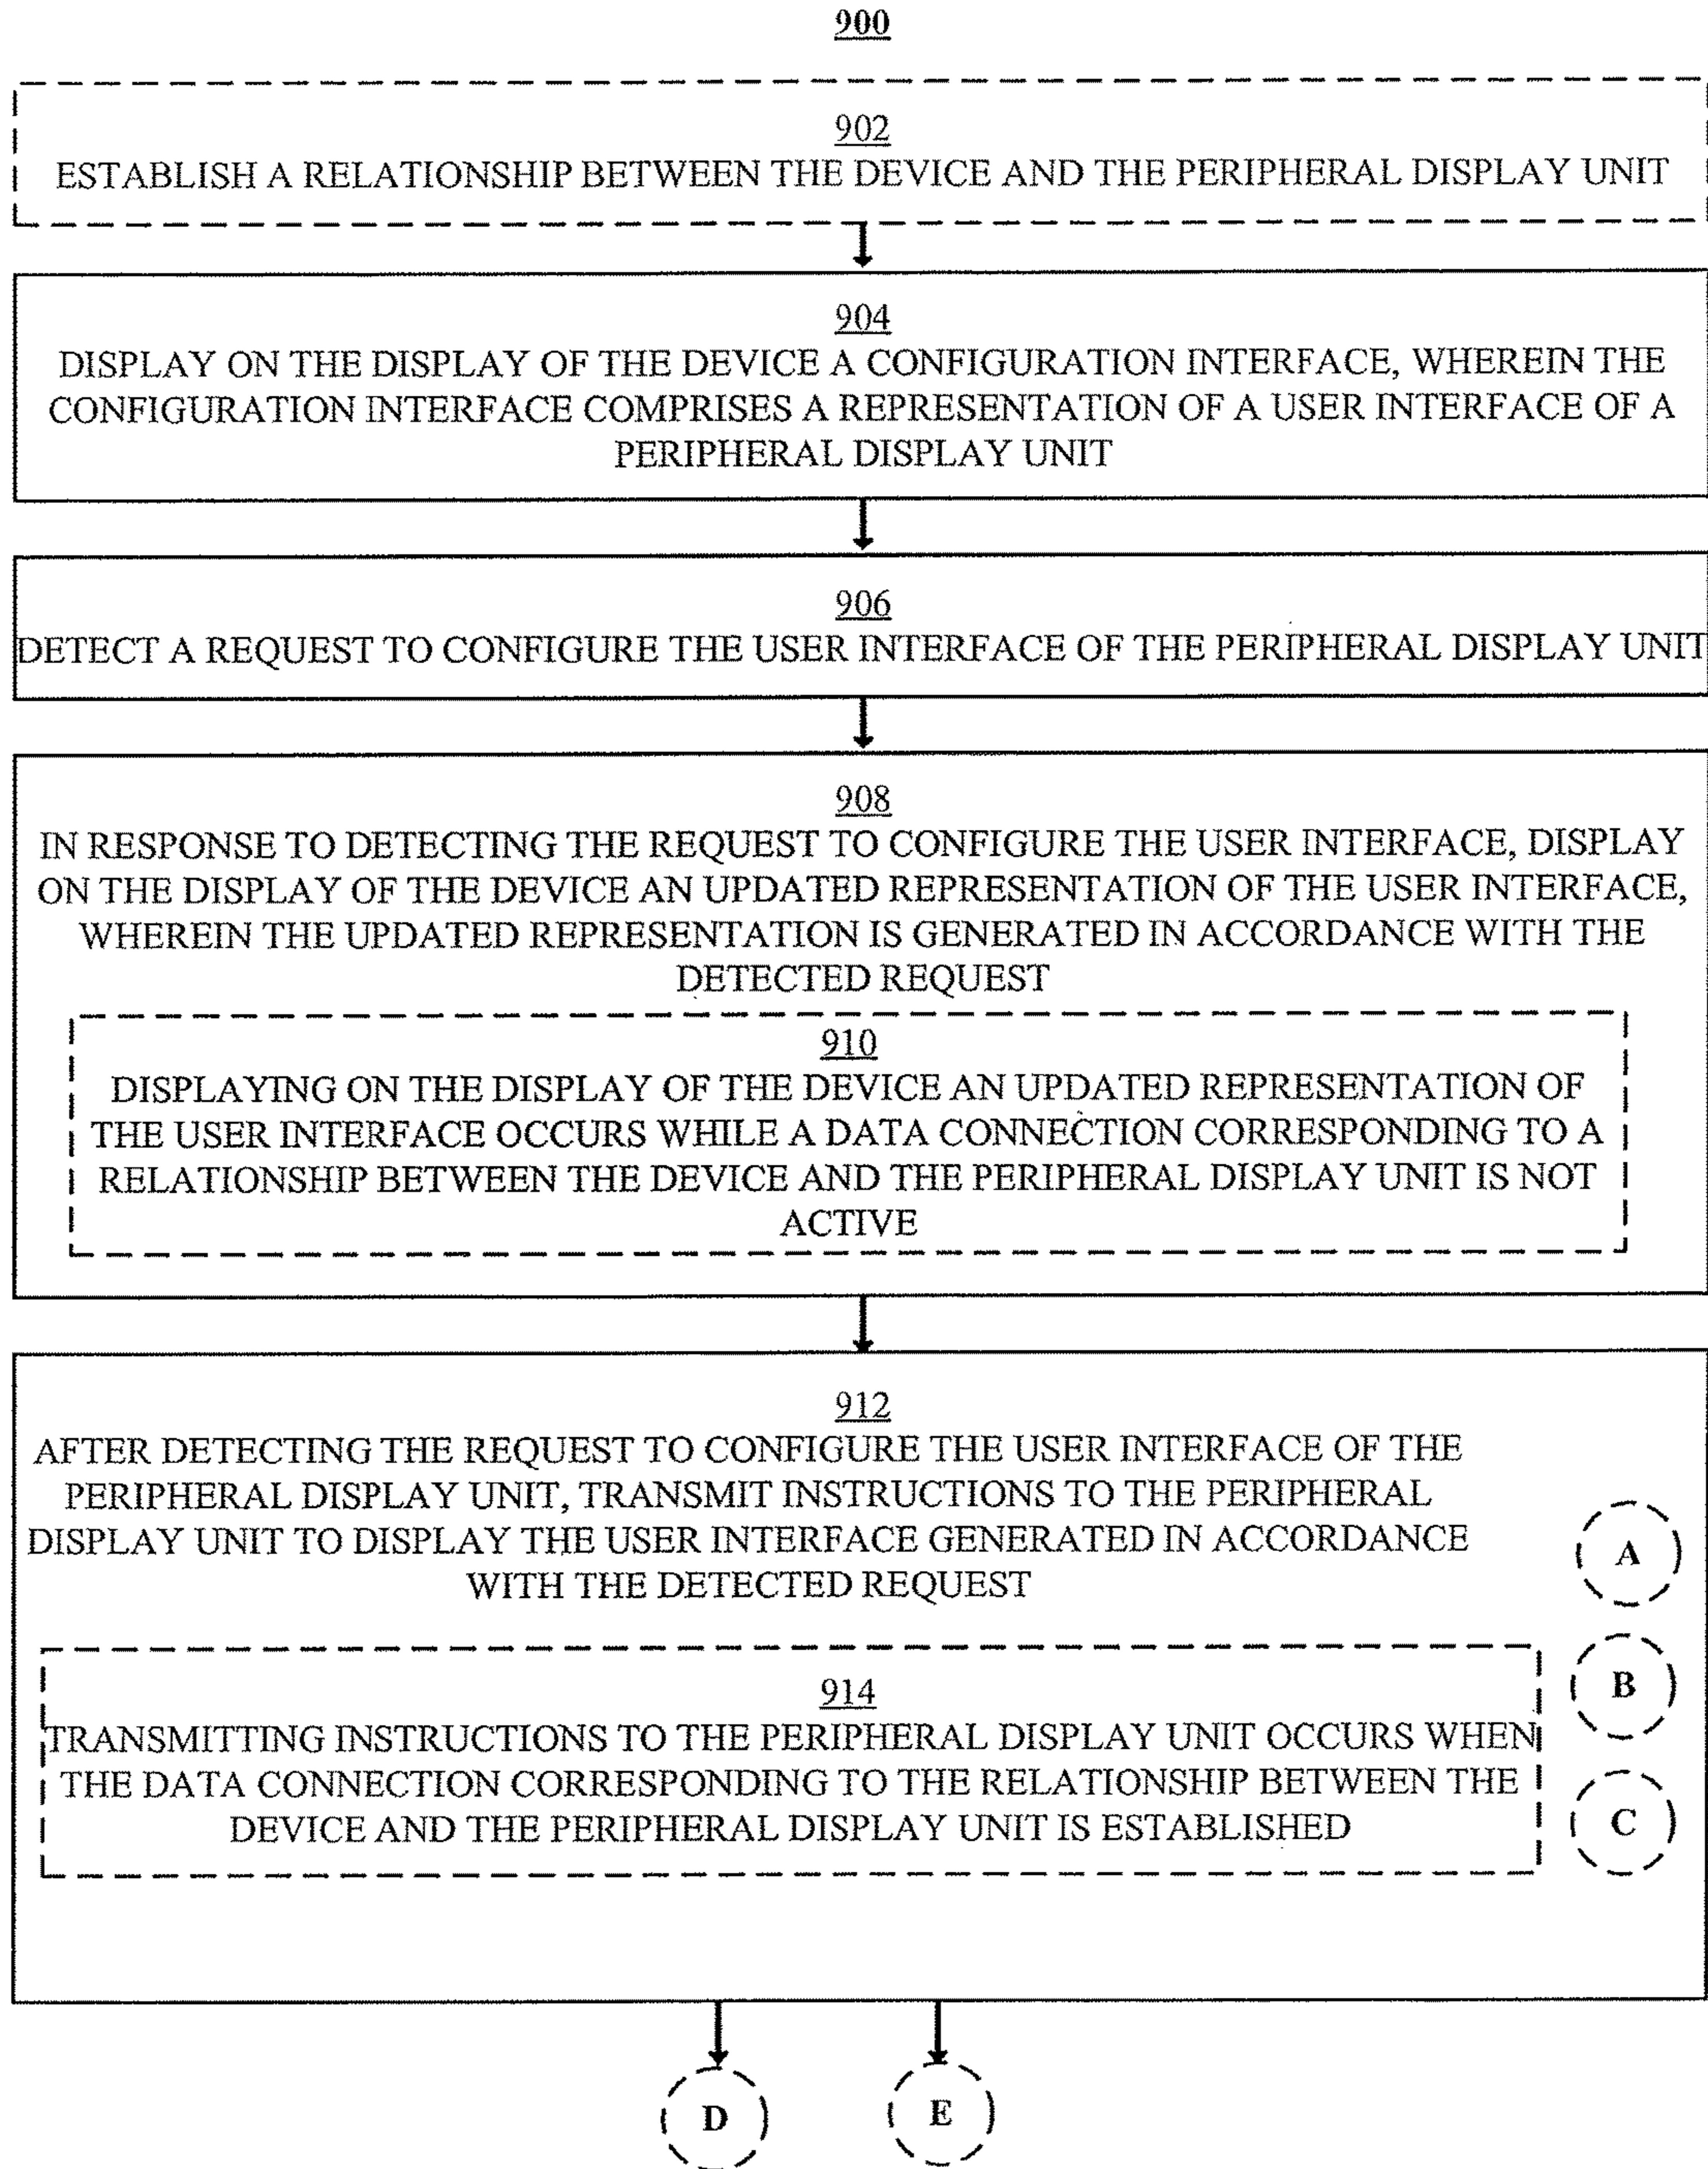 900
902
ESTABLISH A RELATIONSHIP BETWEEN THE DEVICE AND THE PERIPHERAL DISPLAY UNIT
904
DISPLAY ON THE DISPLAY OF THE DEVICE A CONFIGURATION INTERFACE, WHEREIN THE
CONFIGURATION INTERFACE COMPRISES A REPRESENTATION OF A USER INTERFACE OF A
PERIPHERAL DISPLAY UNIT
906
DETECT A REQUEST TO CONFIGURE THE USER INTERFACE OF THE PERIPHERAL DISPLAY UNIT
908
IN RESPONSE TO DETECTING THE REQUEST TO CONFIGURE THE USER INTERFACE, DISPLAY
ON THE DISPLAY OF THE DEVICE AN UPDATED REPRESENTATION OF THE USER INTERFACE,
WHEREIN THE UPDATED REPRESENTATION IS GENERATED IN ACCORDANCE WITH THE
DETECTED REQUEST
910
DISPLAYING ON THE DISPLAY OF THE DEVICE AN UPDATED REPRESENTATION OF
THE USER INTERFACE OCCURS WHILE A DATA CONNECTION CORRESPONDING TO A
RELATIONSHIP BETWEEN THE DEVICE AND THE PERIPHERAL DISPLAY UNIT IS NOT
ACTIVE
912
AFTER DETECTING THE REQUEST TO CONFIGURE THE USER INTERFACE OF THE
PERIPHERAL DISPLAY UNIT, TRANSMIT INSTRUCTIONS TO THE PERIPHERAL
DISPLAY UNIT TO DISPLAY THE USER INTERFACE GENERATED IN ACCORDANCE
WITH THE DETECTED REQUEST
A
B
914
TRANSMITTING INSTRUCTIONS TO THE PERIPHERAL DISPLAY UNIT OCCURS WHEN
THE DATA CONNECTION CORRESPONDING TO THE RELATIONSHIP BETWEEN THE
DEVICE AND THE PERIPHERAL DISPLAY UNIT IS ESTABLISHED
C
D
E